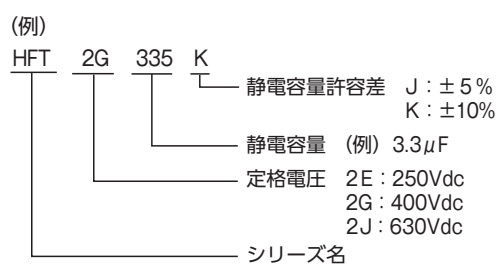 (例)
HFT 2G 335 K
静電容量許容差 J：±5%
K：±10%
静電容量 (例) 3.3μF
定格電圧 2E：250Vdc
2G：400Vdc
2J：630Vdc
シリーズ名